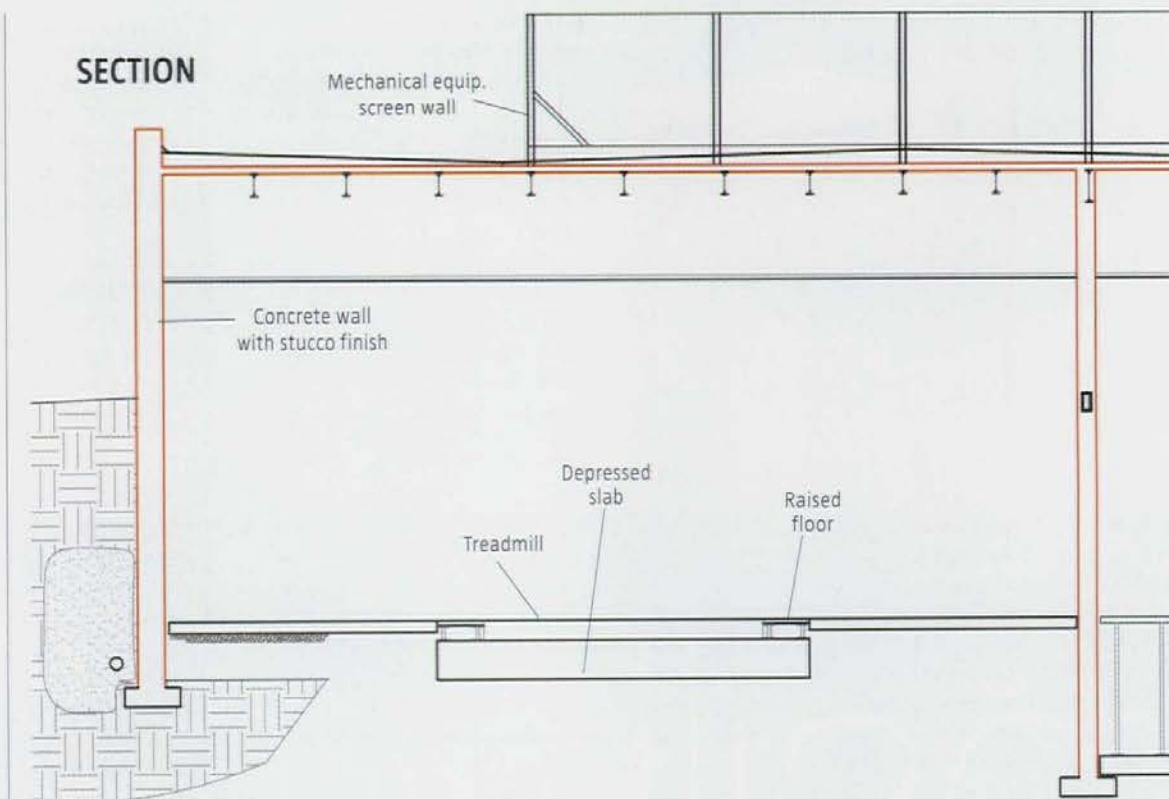 SECTION
Mechanical equip.
screen wall
Concrete wall
with stucco finish
Depressed
slab
Raised
floor
Treadmill